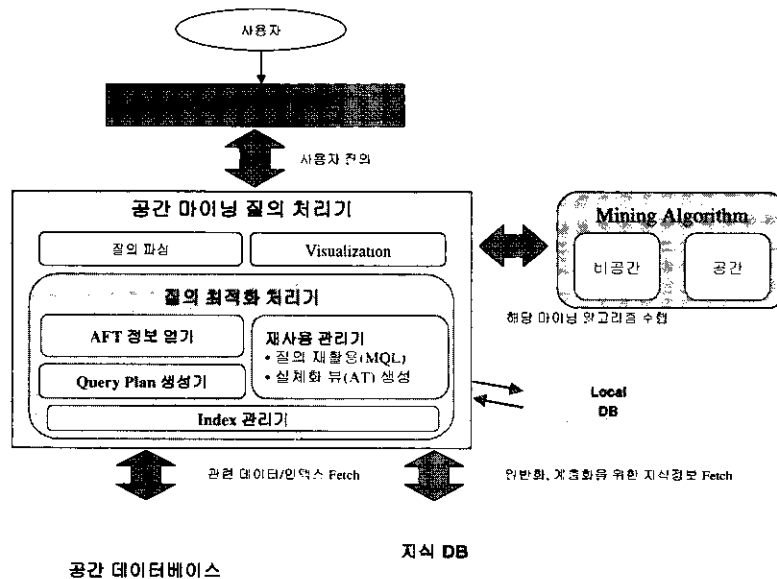 사용자
사용자 질의
공간 마이닝 질의 처리기
질의 파싱
Visualization
Mining Algorithm
비공간
공간
해당 마이닝 알고리즘 수행
질의 최적화 처리기
AFT 정보 얻기
Query Plan 생성기
재사용 관리기
• 질의 재활용(MQL)
• 실체화 뷰(AT) 생성
Index 관리기
Local
DB
관련 데이터/인덱스 Fetch
일반화, 계층화를 위한 지식정보 Fetch
지식 DB
공간 데이터베이스